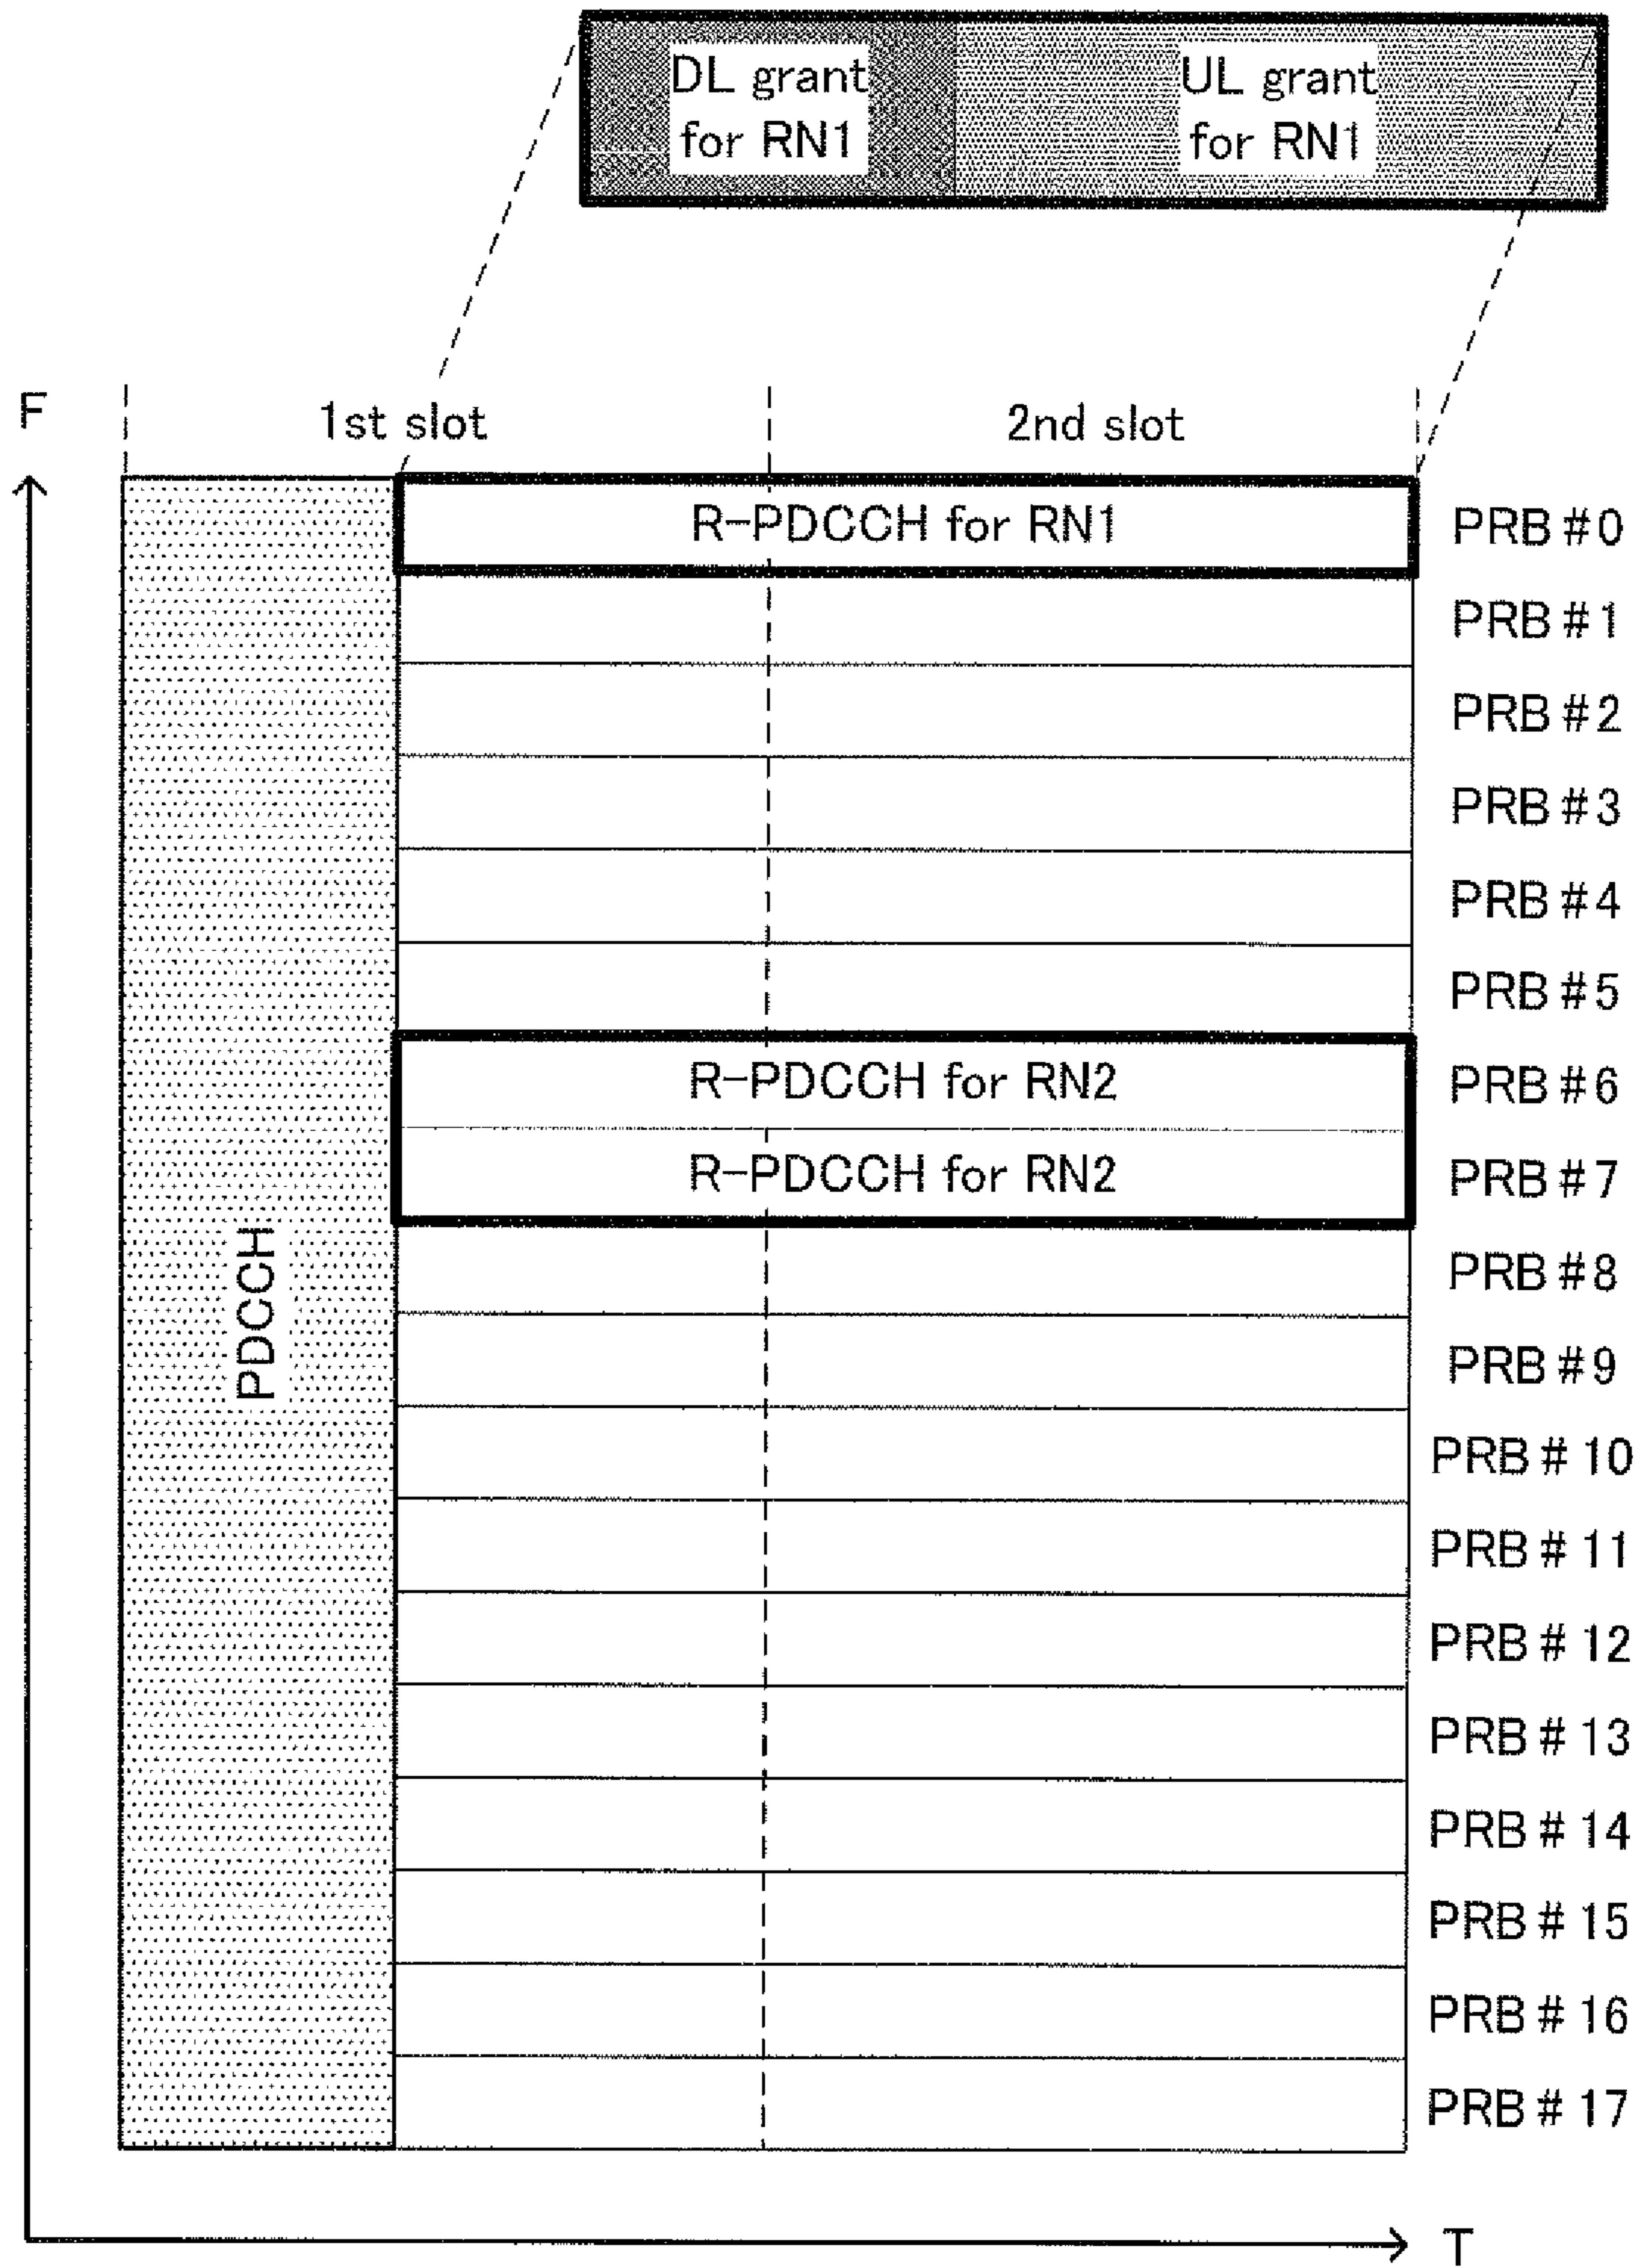 DL grant
for RN1
UL grant
for RN1
F
1st slot
2nd slot
R-PDCCH for RN1
PRB #0
PRB #1
PRB #2
PRB #3
PRB #4
PRB #5
R-PDCCH for RN2
PRB #6
R-PDCCH for RN2
PRB #7
PDCCH
PRB #8
PRB #9
PRB # 10
PRB # 11
PRB # 12
PRB # 13
PRB # 14
PRB # 15
PRB # 16
PRB # 17
T